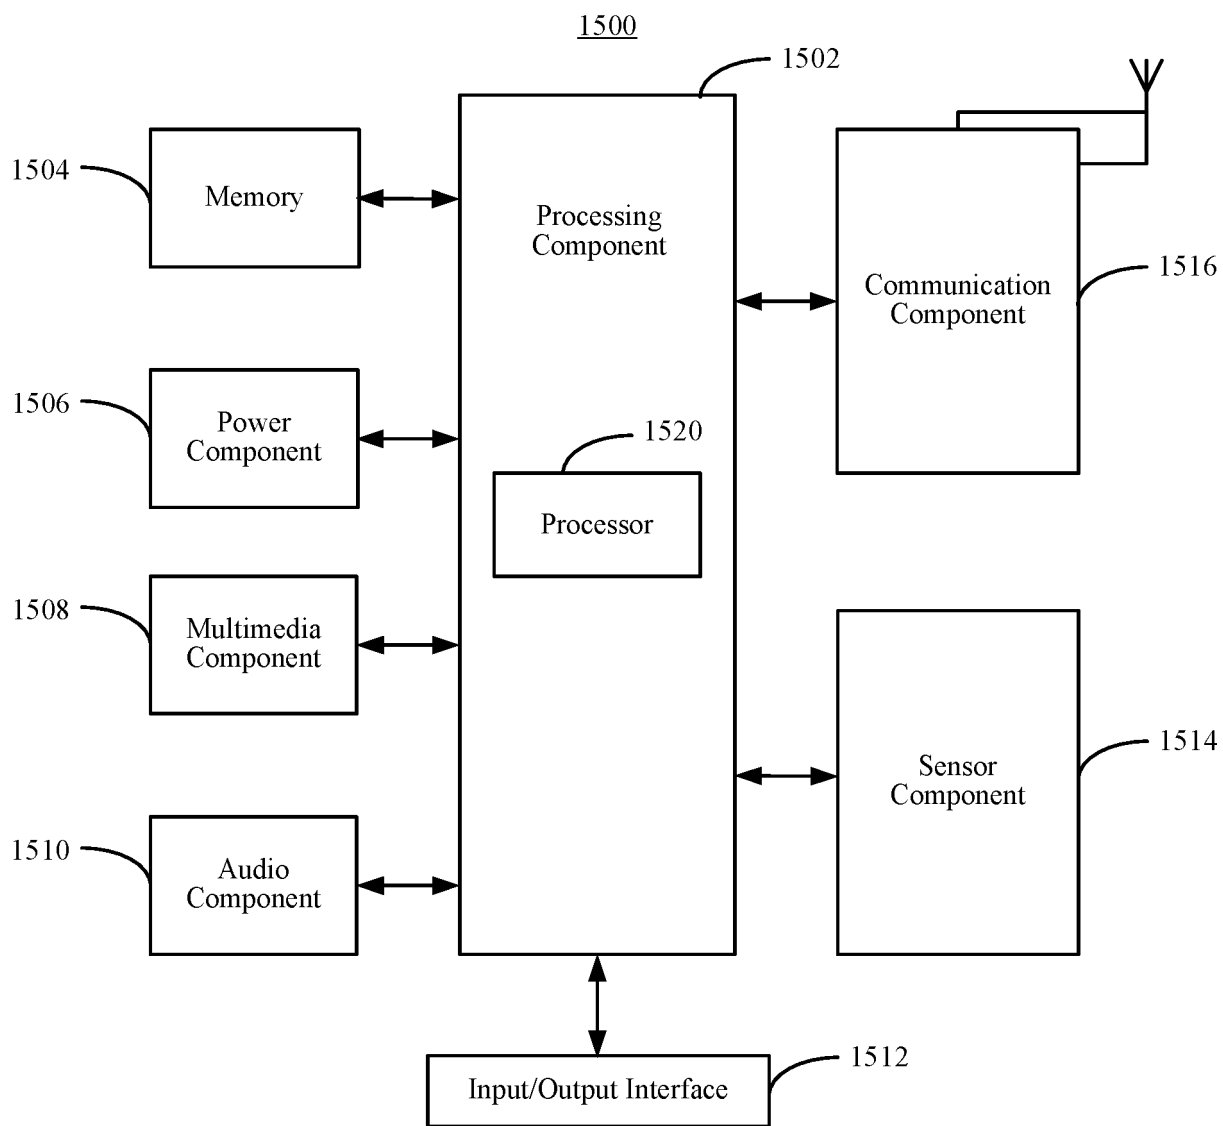 1500
1502
1504
Memory
Processing
Component
Communication
Component
1516
1506
Power
Component
1520
Processor
1508
Multimedia
Component
1514
Sensor
Component
1510
Audio
Component
1512
Input/Output Interface